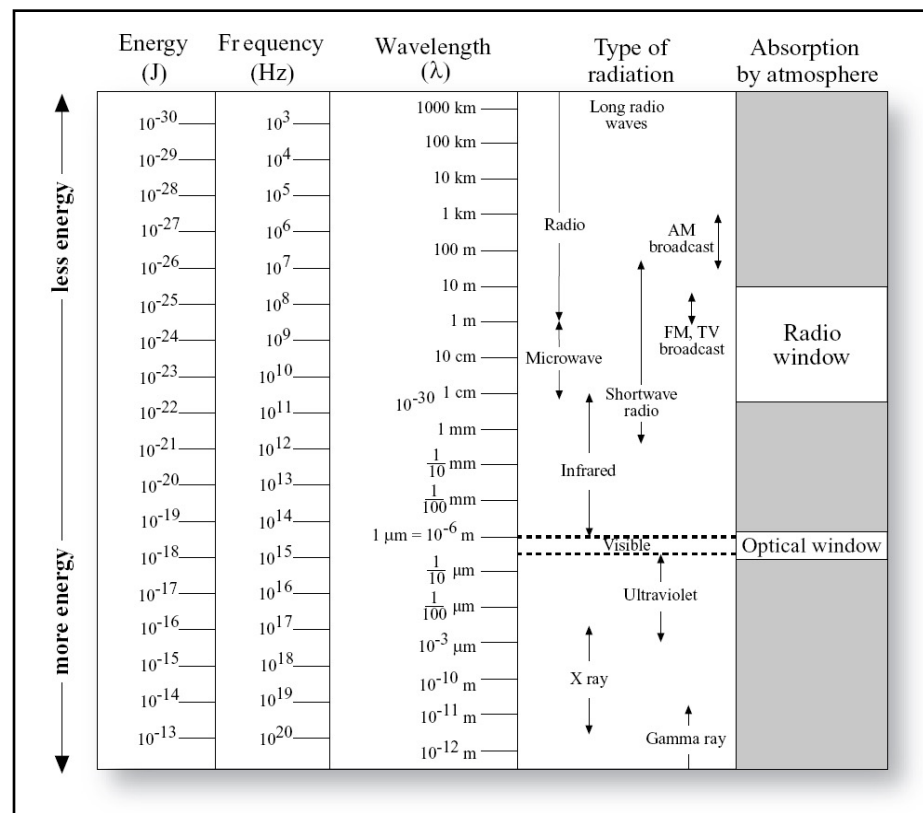 Energy
(J)
Fr equency
(Hz)
Wavelength
(λ)
Type of
radiation
Absorption
by atmosphere
less energy
more energy
10-30
10-29
10-28
10-27
10-26
10-25
10-24
10-23
10-22
10-21
10-20
10-19
10-18
10-17
10-16
10-15
10-14
10-13
103
104
105
106
107
108
109
1010
1011
1012
1013
1014
1015
1016
1017
1018
1019
1020
1000 km
100 km
10 km
1 km
100 m
10 m
1 m
10 cm
10-30 1 cm
1 mm
1/10 mm
1/100 mm
1 μm = 10-6 m
1/10 μm
1/100 μm
10-3 μm
10-10 m
10-11 m
10-12 m
Long radio
waves
Radio
AM
broadcast
FM, TV
broadcast
Microwave
Shortwave
radio
Infrared
Visible
Ultraviolet
X ray
Gamma ray
Radio
window
Optical window